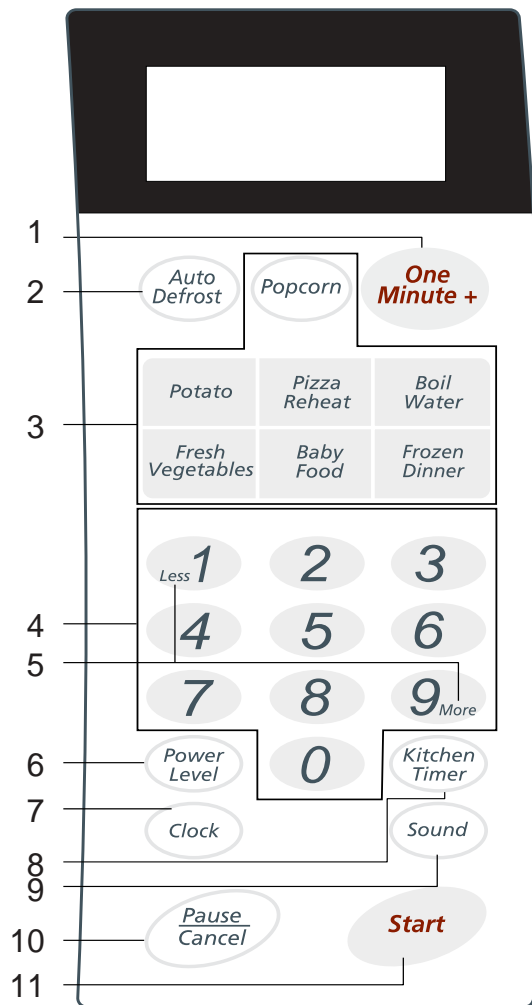 1
One
Minute +
Auto
Defrost
Popcorn
2
Potato
Pizza
Reheat
Boil
Water
3
Fresh
Vegetables
Baby
Food
Frozen
Dinner
Less 1
2
3
4
4
5
6
5
7
8
9 More
6
Power
Level
0
Kitchen
Timer
7
Clock
Sound
8
9
10
Pause
Cancel
Start
11